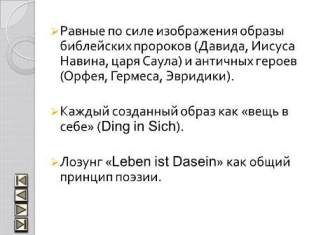 Равные по силе изображения образы
библейских пророков (Давида, Иисуса
Навина, царя Саула) и античных героев
(Орфея, Гермеса, Эвридики).
Каждый созданный образ как «вещь в
себе» (Ding in Sich).
Лозунг «Leben ist Dasein» как общий
принцип поэзии.